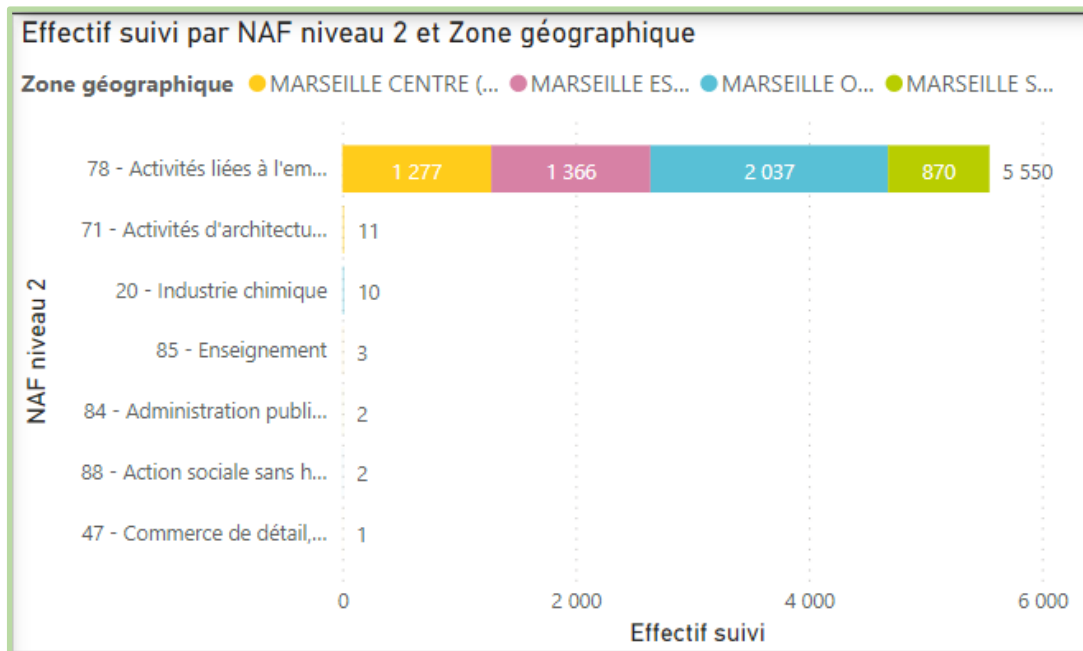 Effectif suivi par NAF niveau 2 et Zone géographique
Zone géographique MARSEILLE CENTRE (... MARSEILLE ES... MARSEILLE O... MARSEILLE S...
NAF niveau 2
78 - Activités liées à l'em... 1 277 1 366 2 037 870 5 550
71 - Activités d'architectu... 11
20 - Industrie chimique 10
85 - Enseignement 3
84 - Administration publi... 2
88 - Action sociale sans h... 2
47 - Commerce de détail,... 1
0 2 000 4 000 6 000
Effectif suivi